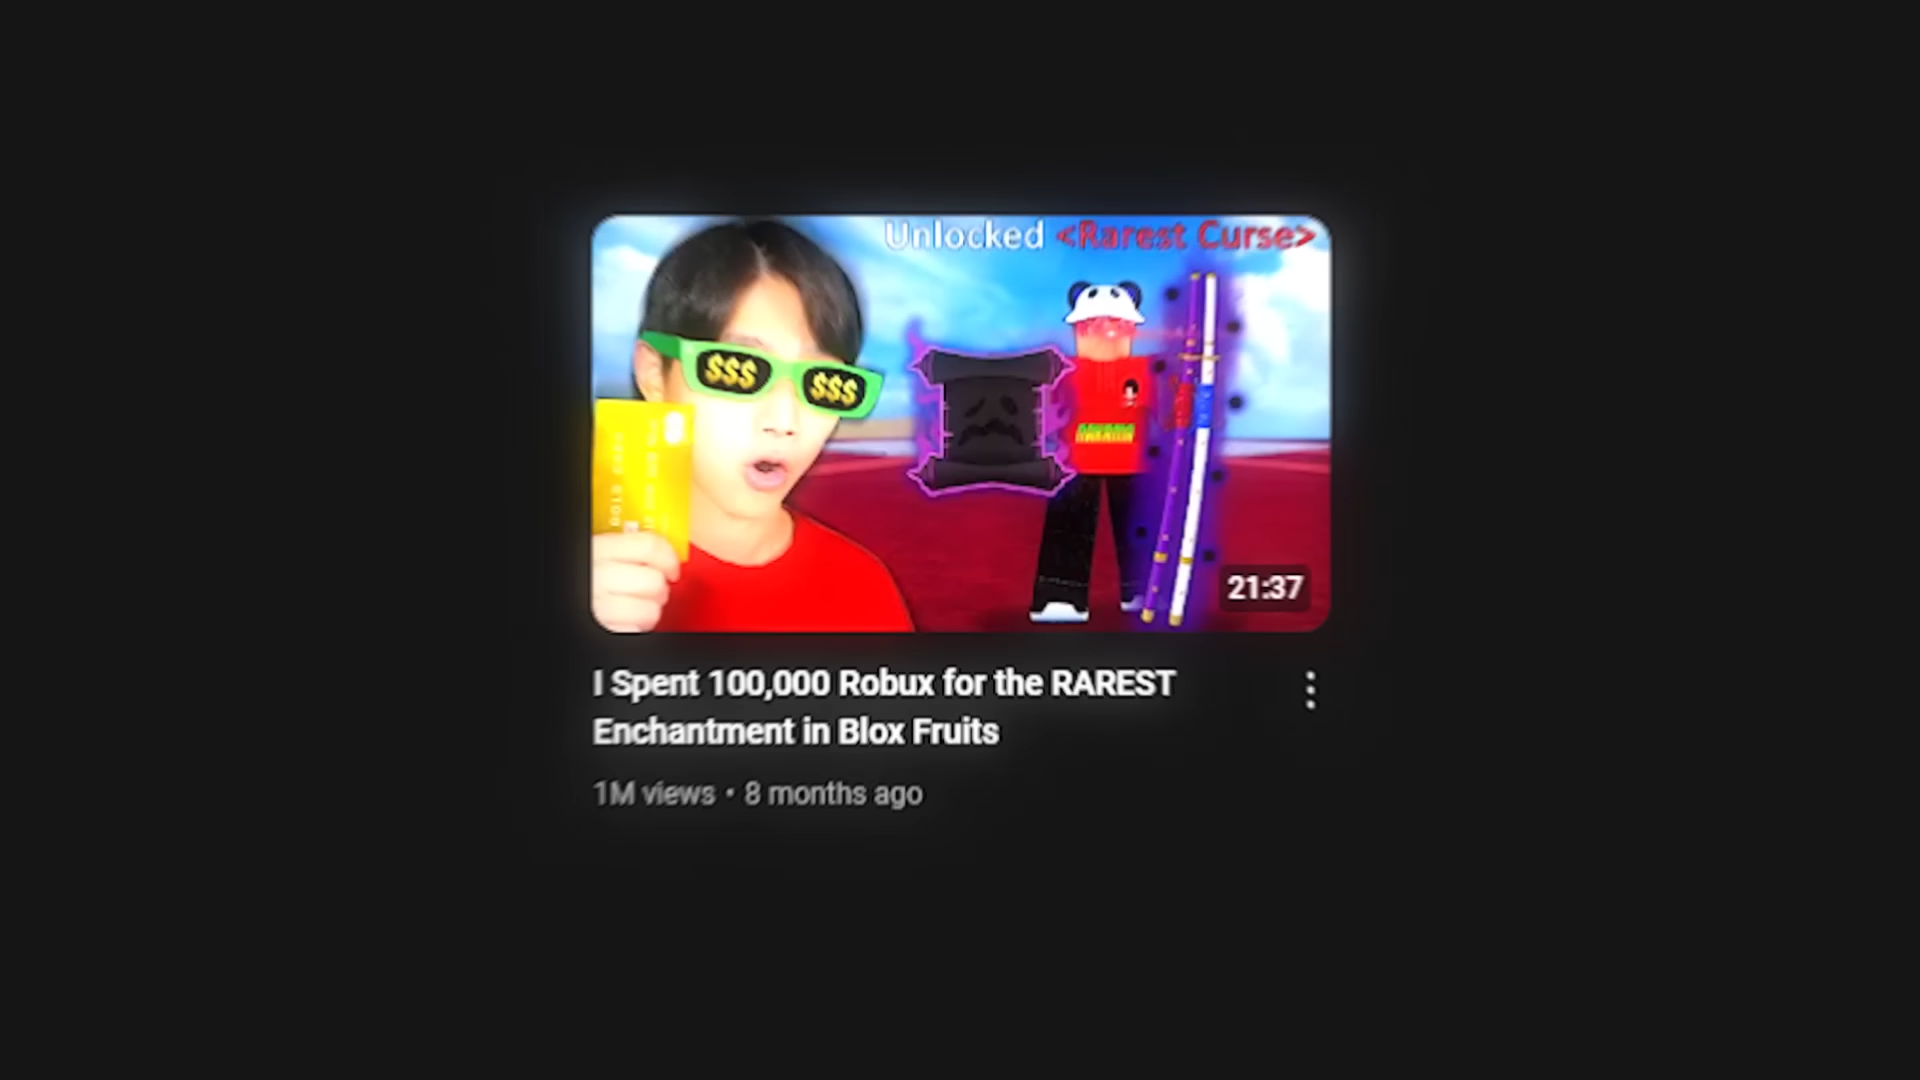 Unlocked <Rarest Curse>
$$$ $$$
21:37
I Spent 100,000 Robux for the RAREST
Enchantment in Blox Fruits
1M views • 8 months ago